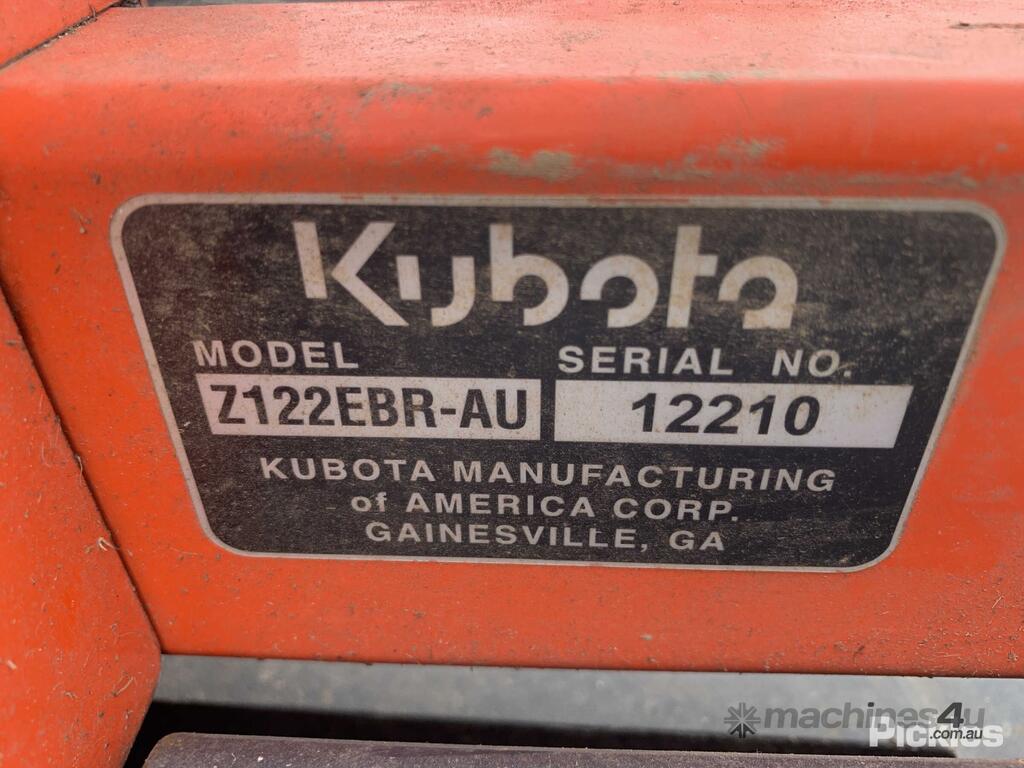 Kubota
MODEL SERIAL NO.
Z122EBR-AU 12210
KUBOTA MANUFACTURING
of AMERICA CORP.
GAINESVILLE, GA
machines4u
.com.au
Pickles